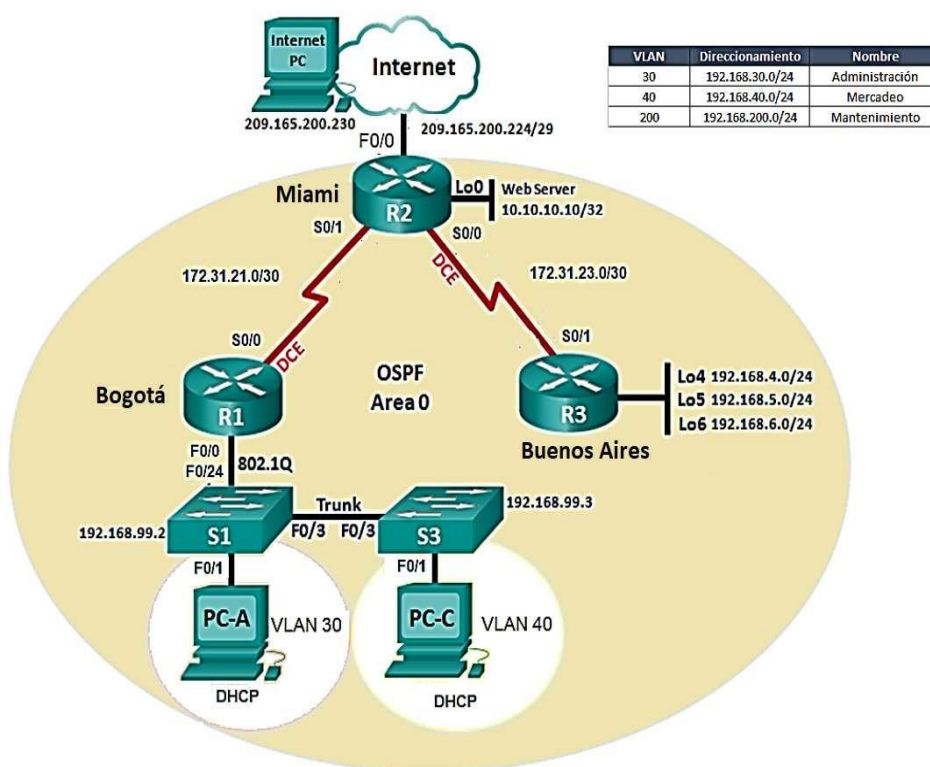 Internet
PC
Internet
209.165.200.230
209.165.200.224/29
F0/0
VLAN Direccionamiento Nombre
30 192.168.30.0/24 Administración
40 192.168.40.0/24 Mercadeo
200 192.168.200.0/24 Mantenimiento
Miami
R2
Lo0
Web Server
10.10.10.10/32
S0/1
S0/0
DCE
172.31.21.0/30
172.31.23.0/30
S0/0
DCE
S0/1
Bogotá
R1
OSPF
Area 0
R3
Buenos Aires
Lo4 192.168.4.0/24
Lo5 192.168.5.0/24
Lo6 192.168.6.0/24
F0/0
F0/24
802.1Q
Trunk
192.168.99.2
S1
F0/3
F0/3
S3
192.168.99.3
F0/1
F0/1
PC-A
VLAN 30
DHCP
PC-C
VLAN 40
DHCP